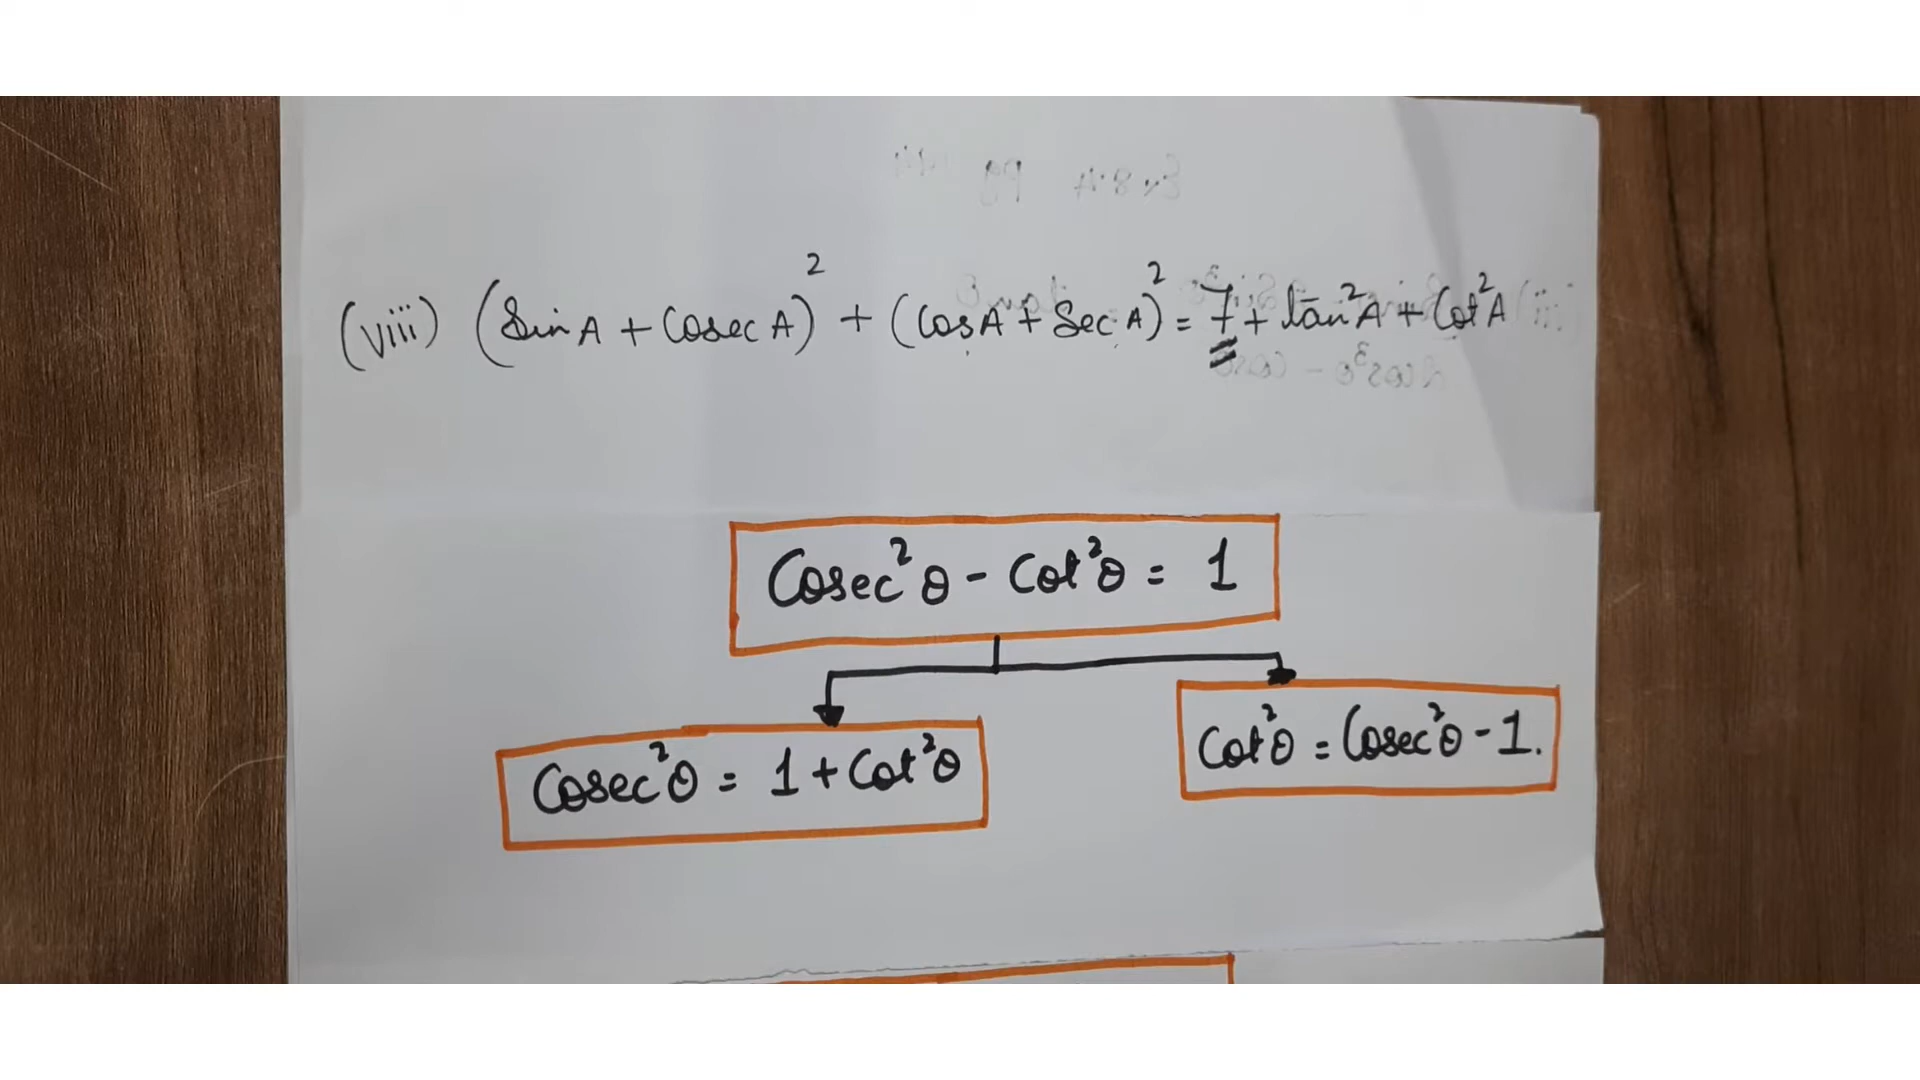 (viii) (Sin A + Cosec A)² + (Cos A + Sec A)² = 7 + tan²A + Cot²A
Cosec²θ - Cot²θ = 1
Cosec²θ = 1 + Cot²θ
Cot²θ = Cosec²θ - 1.